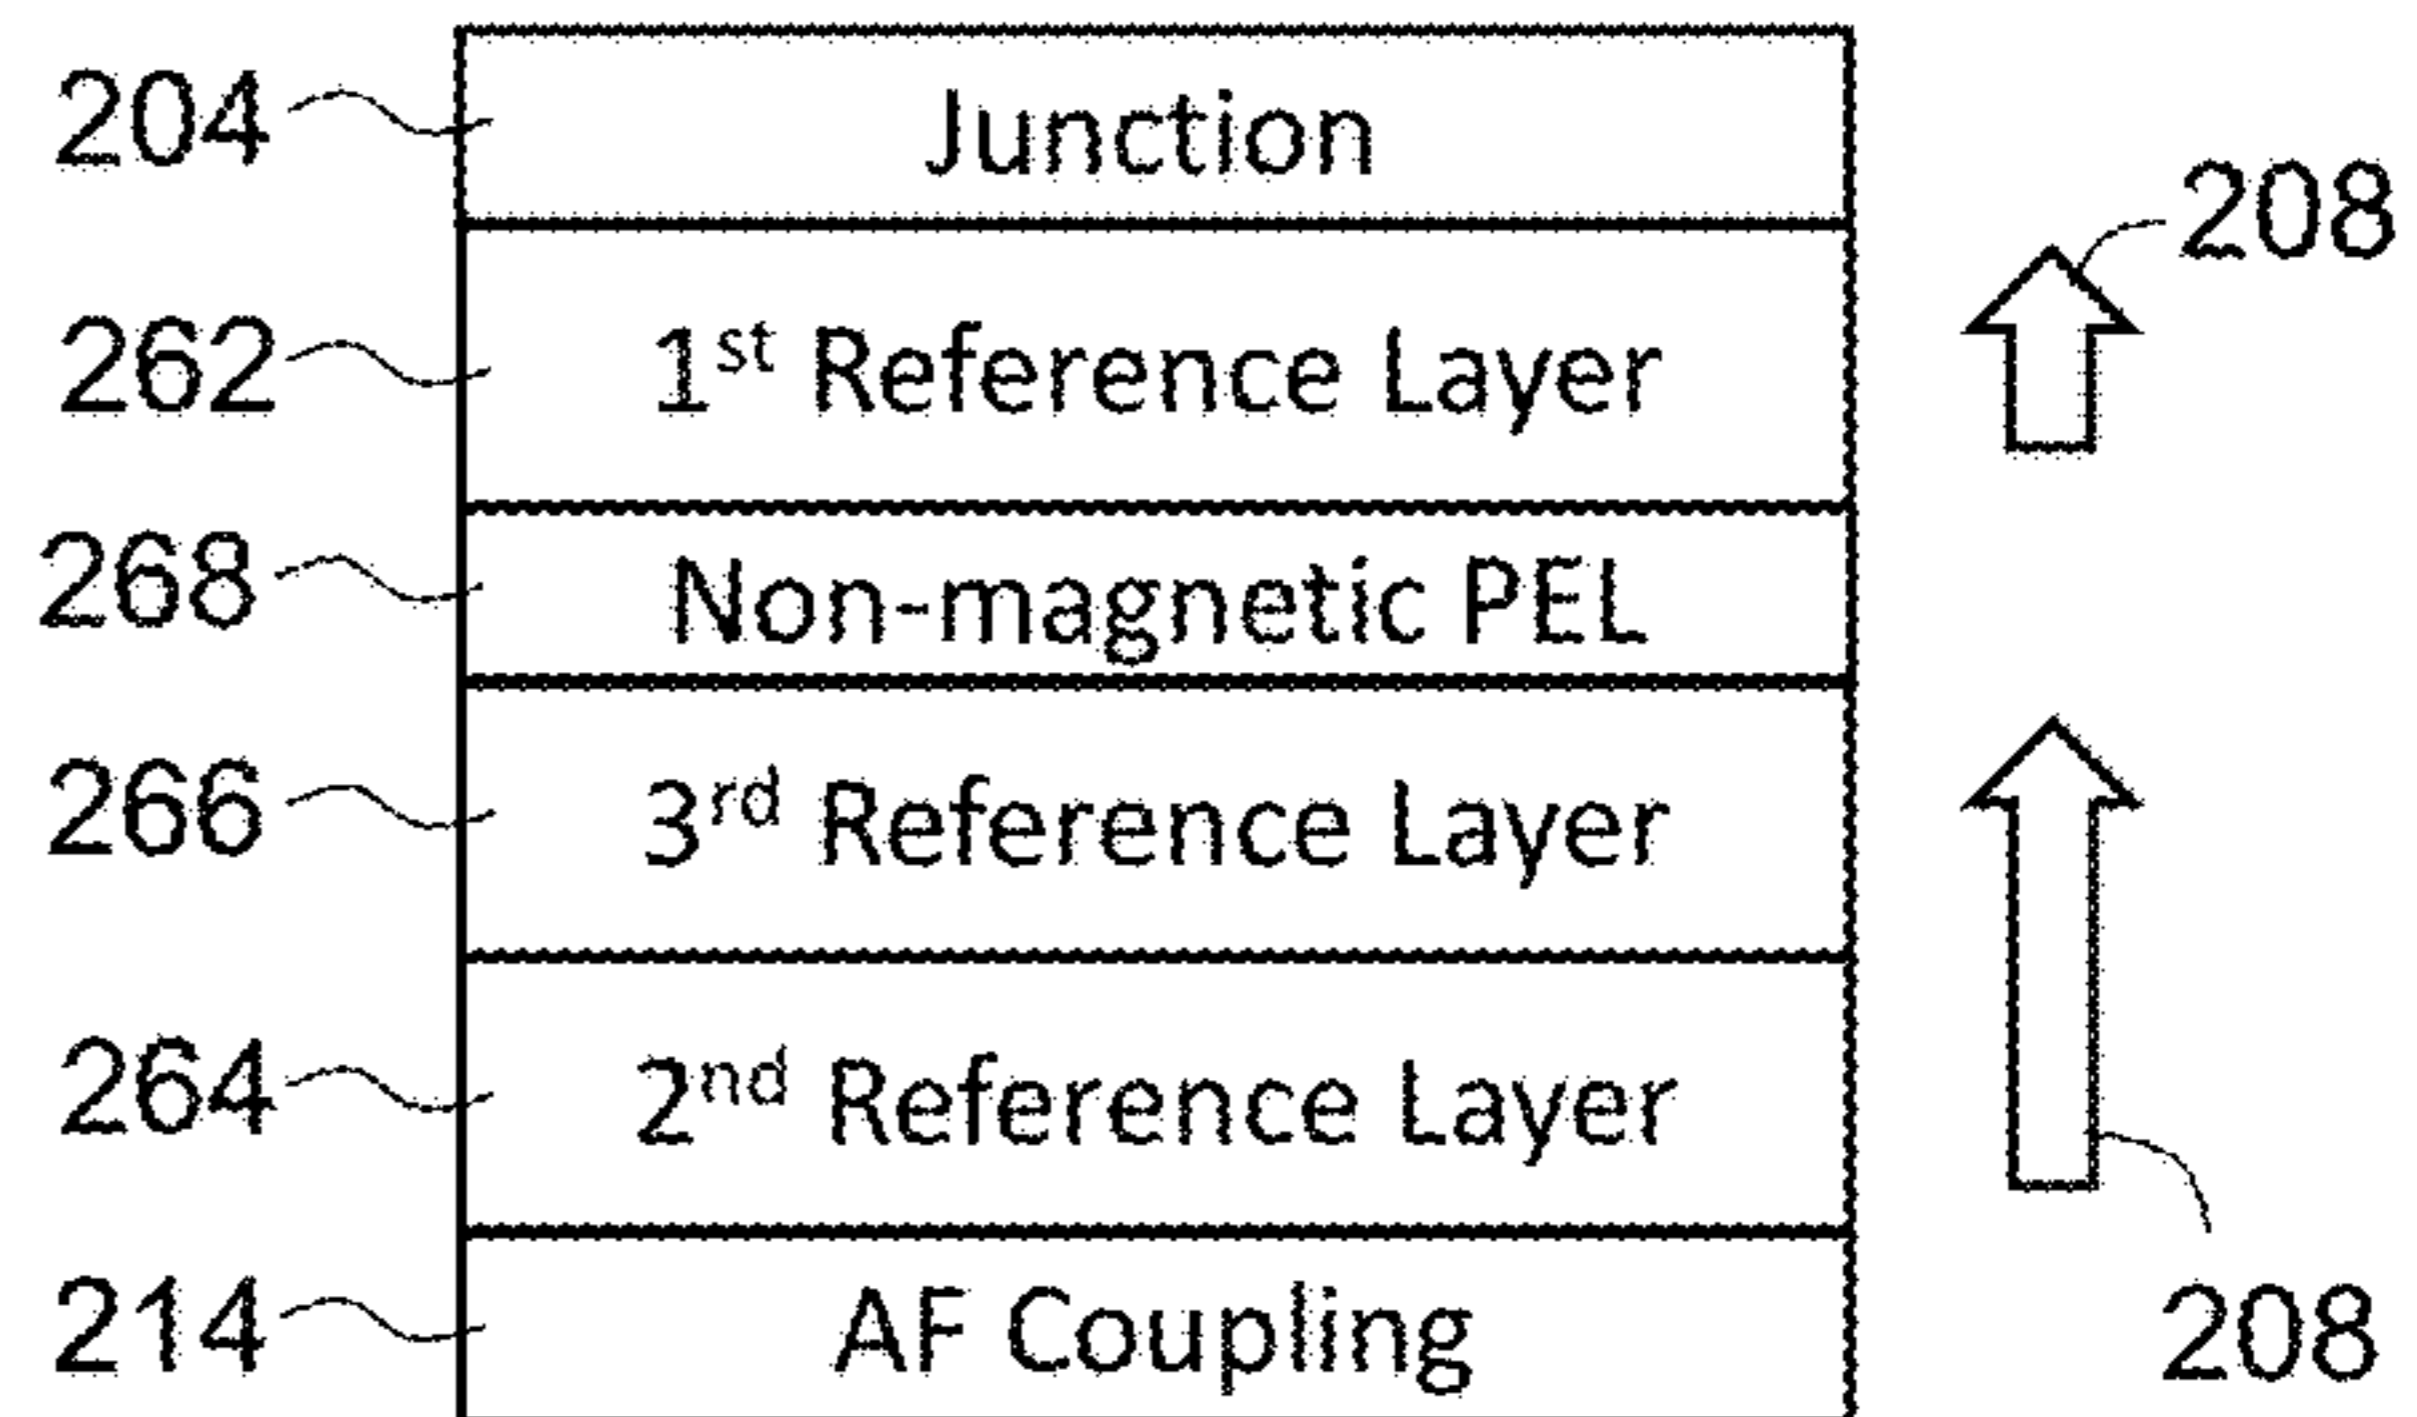 204 Junction
208
262 1st Reference Layer
268 Non-magnetic PEL
266 3rd Reference Layer
264 2nd Reference Layer
214 AF Coupling
208